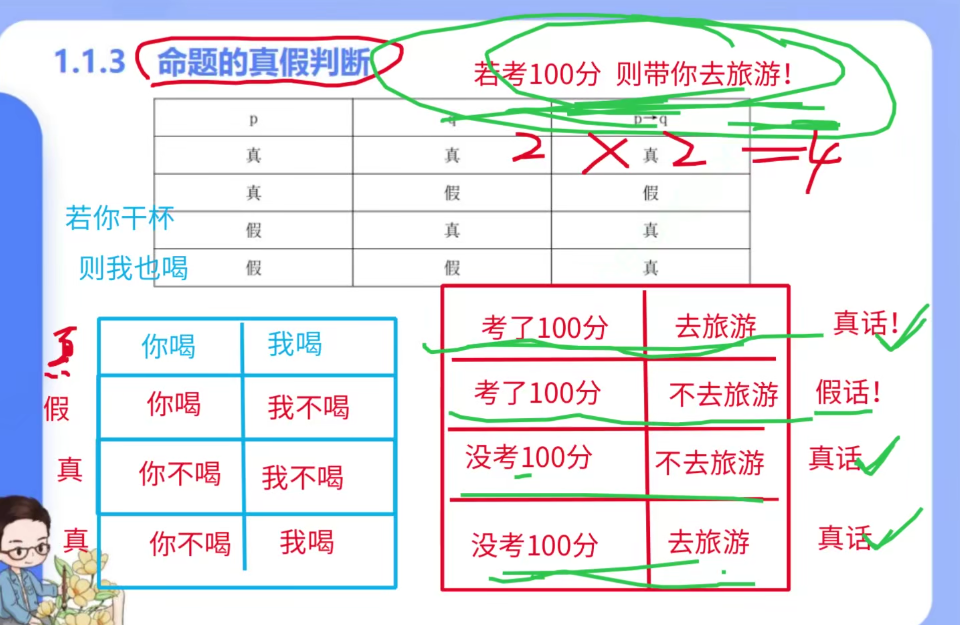 1.1.3 命题的真假判断
若考100分 则带你去旅游!
p q p→q
真 真 真
2 × 2 = 4
真 假 假
假 真 真
假 假 真
若你干杯
则我也喝
真 你喝 我喝
假 你喝 我不喝
真 你不喝 我不喝
真 你不喝 我喝
考了100分 去旅游 真话!
考了100分 不去旅游 假话!
没考100分 不去旅游 真话
没考100分 去旅游 真话